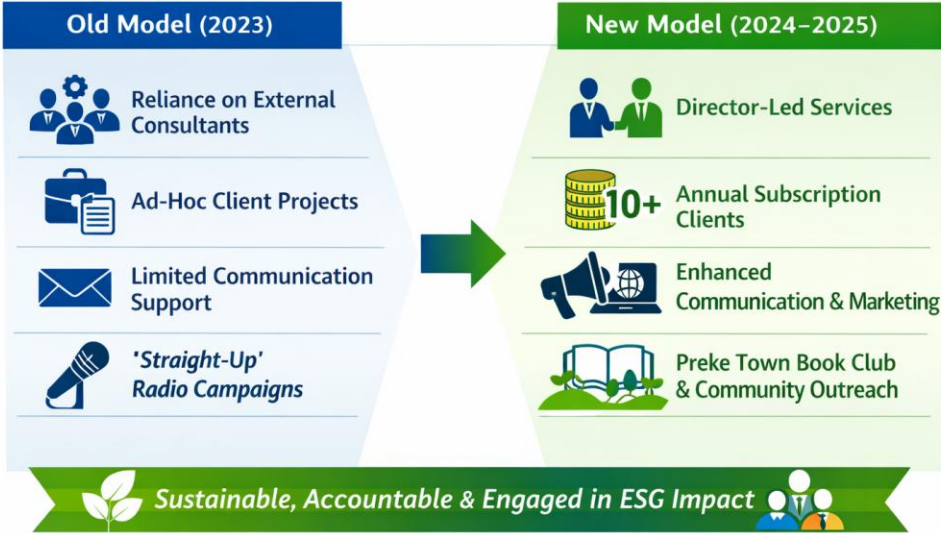 Old Model (2023)
Reliance on External
Consultants
Ad-Hoc Client Projects
Limited Communication
Support
'Straight-Up'
Radio Campaigns
New Model (2024–2025)
Director-Led Services
10+
Annual Subscription
Clients
Enhanced
Communication & Marketing
Preke Town Book Club
& Community Outreach
Sustainable, Accountable & Engaged in ESG Impact